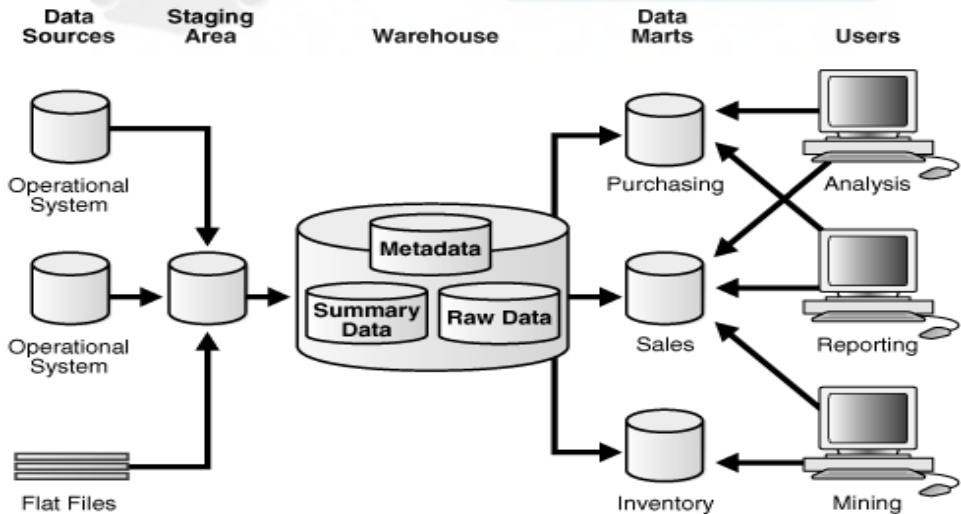 Data
Sources
Staging
Area
Warehouse
Data
Marts
Users
Operational
System
Purchasing
Analysis
Metadata
Summary
Data
Raw Data
Operational
System
Sales
Reporting
Flat Files
Inventory
Mining